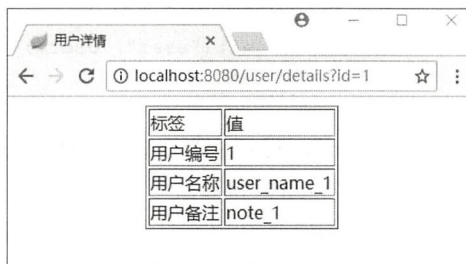 用户详情
localhost:8080/user/details?id=1
标签 值
用户编号 1
用户名称 user_name_1
用户备注 note_1